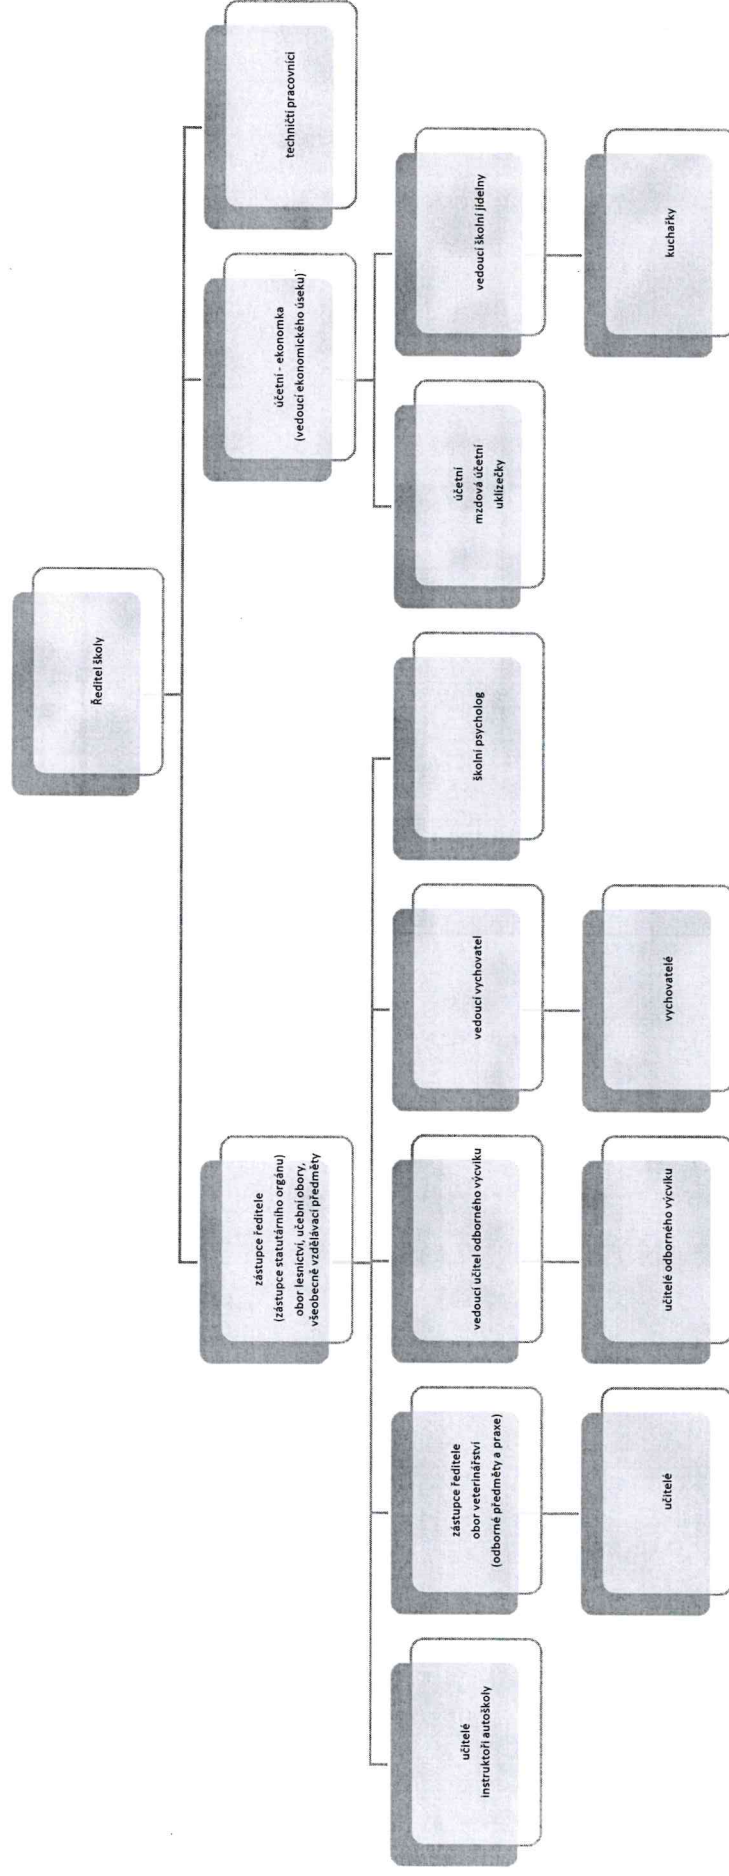 Ředitel školy
zástupce ředitele
(zástupce statutárního orgánu)
obor lesnictví, učební obory,
všeobecně vzdělávací předměty
účetní - ekonomka
(vedoucí ekonomického úseku)
techničtí pracovníci
učitelé
instruktoři autoškoly
zástupce ředitele
obor veterinářství
(odborné předměty a praxe)
vedoucí učitel odborného výcviku
vedoucí vychovatel
školní psycholog
účetní
mzdová účetní
uklízečky
vedoucí školní jídelny
učitelé
učitelé odborného výcviku
vychovatelé
kuchařky